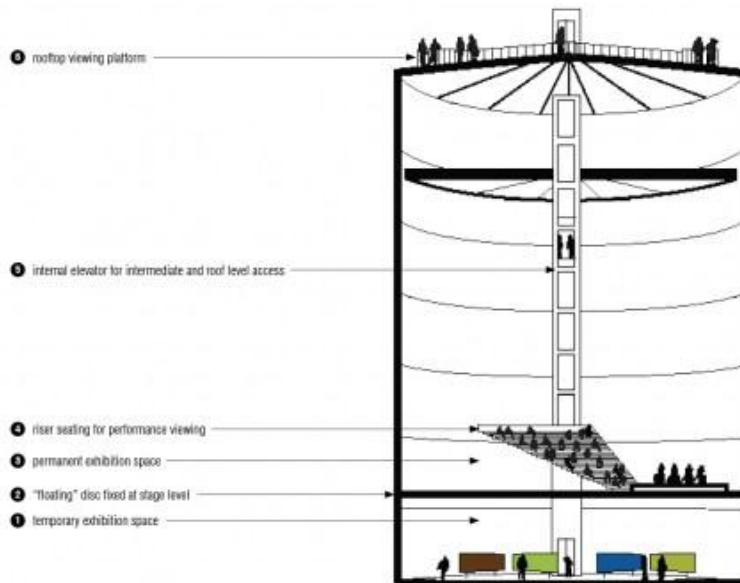 6 rooftop viewing platform
5 internal elevator for intermediate and roof level access
4 riser seating for performance viewing
3 permanent exhibition space
2 "floating" disc fixed at stage level
1 temporary exhibition space